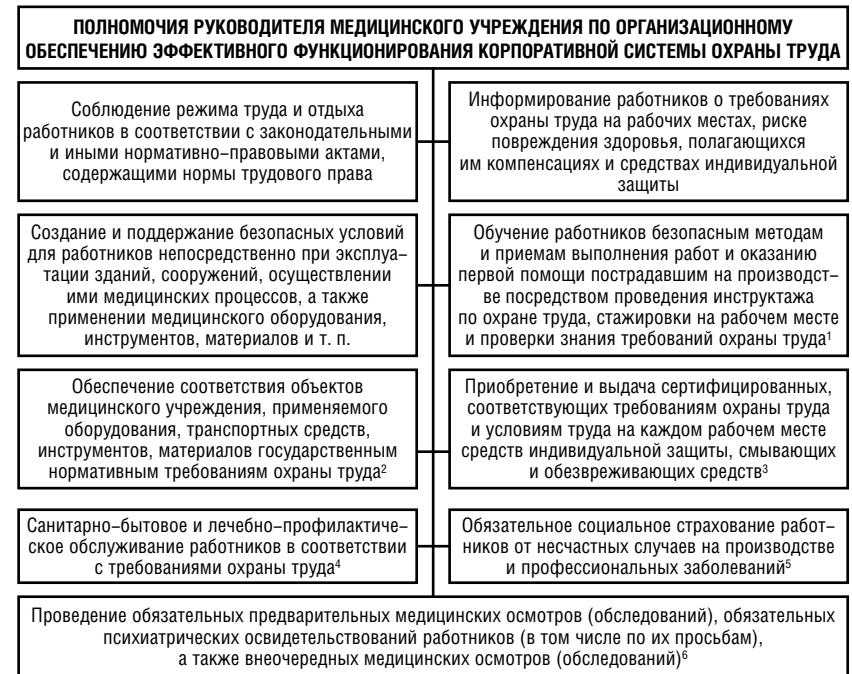 ПОЛНОМОЧИЯ РУКОВОДИТЕЛЯ МЕДИЦИНСКОГО УЧРЕЖДЕНИЯ ПО ОРГАНИЗАЦИОННОМУ
ОБЕСПЕЧЕНИЮ ЭФФЕКТИВНОГО ФУНКЦИОНИРОВАНИЯ КОРПОРАТИВНОЙ СИСТЕМЫ ОХРАНЫ ТРУДА
Соблюдение режима труда и отдыха
работников в соответствии с законодательными
и иными нормативно-правовыми актами,
содержащими нормы трудового права
Информирование работников о требованиях
охраны труда на рабочих местах, риске
повреждения здоровья, полагающихся
им компенсациях и средствах индивидуальной
защиты
Создание и поддержание безопасных условий
для работников непосредственно при эксплуа-
тации зданий, сооружений, осуществлении
ими медицинских процессов, а также
применении медицинского оборудования,
инструментов, материалов и т. п.
Обучение работников безопасным методам
и приемам выполнения работ и оказанию
первой помощи пострадавшим на производст-
ве посредством проведения инструктажа
по охране труда, стажировки на рабочем месте
и проверки знания требований охраны труда¹
Обеспечение соответствия объектов
медицинского учреждения, применяемого
оборудования, транспортных средств,
инструментов, материалов государственным
нормативным требованиям охраны труда²
Приобретение и выдача сертифицированных,
соответствующих требованиям охраны труда
и условиям труда на каждом рабочем месте
средств индивидуальной защиты, смывающих
и обезвреживающих средств³
Санитарно-бытовое и лечебно-профилактиче-
ское обслуживание работников в соответствии
с требованиями охраны труда⁴
Обязательное социальное страхование работ-
ников от несчастных случаев на производстве
и профессиональных заболеваний⁵
Проведение обязательных предварительных медицинских осмотров (обследований), обязательных
психиатрических освидетельствований работников (в том числе по их просьбам),
а также внеочередных медицинских осмотров (обследований)⁶